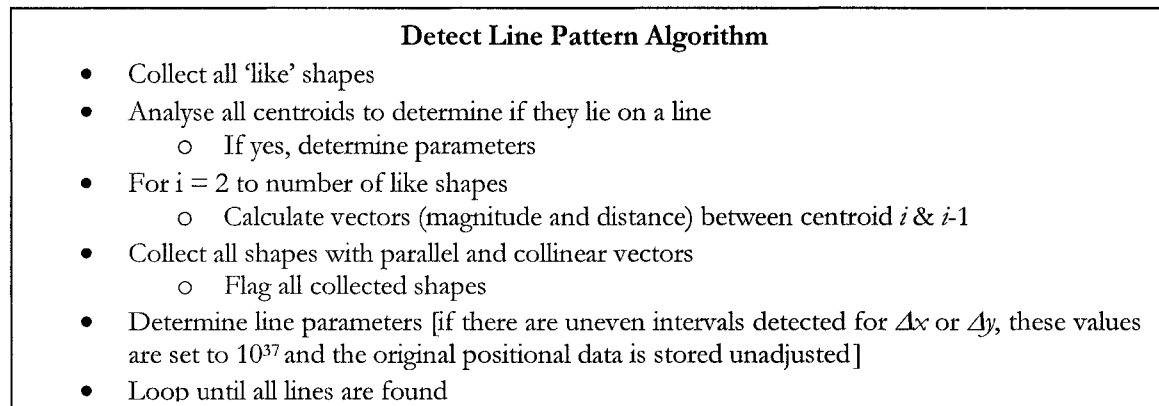 Detect Line Pattern Algorithm
• Collect all 'like' shapes
• Analyse all centroids to determine if they lie on a line
o If yes, determine parameters
• For i = 2 to number of like shapes
o Calculate vectors (magnitude and distance) between centroid i & i-1
• Collect all shapes with parallel and collinear vectors
o Flag all collected shapes
• Determine line parameters [if there are uneven intervals detected for Δx or Δy, these values
are set to 10³⁷ and the original positional data is stored unadjusted]
• Loop until all lines are found